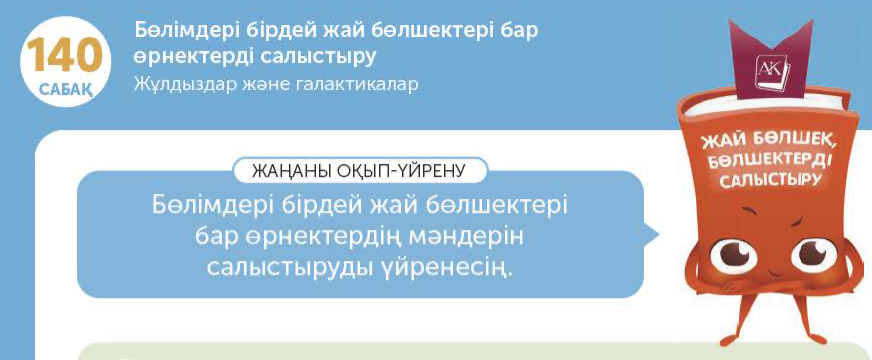 140
САБАҚ
Бөлімдері бірдей жай бөлшектері бар
өрнектерді салыстыру
Жұлдыздар және галактикалар
ЖАҢАНЫ ОҚЫП-ҮЙРЕНУ
Бөлімдері бірдей жай бөлшектері
бар өрнектердің мәндерін
салыстыруды үйренесің.
АК
ЖАЙ БӨЛШЕК,
БӨЛШЕКТЕРДІ
САЛЫСТЫРУ